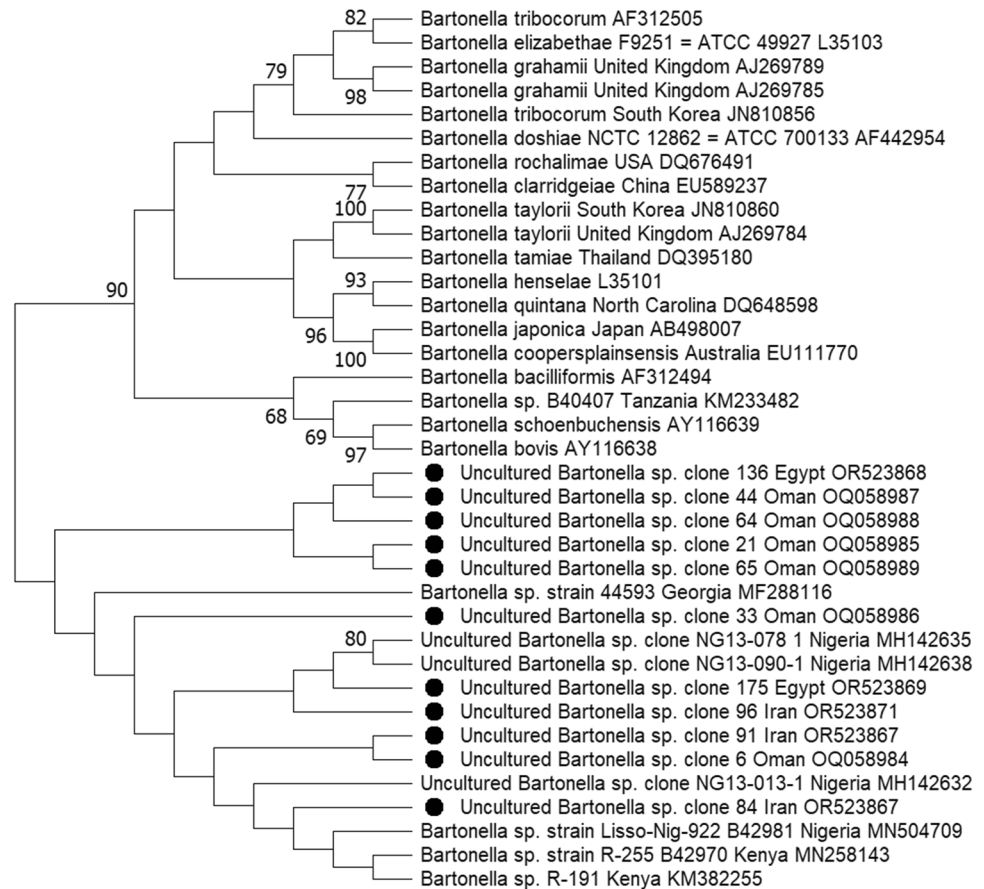 82
Bartonella tribocorum AF312505
Bartonella elizabethae F9251 = ATCC 49927 L35103
79
Bartonella grahamii United Kingdom AJ269789
98
Bartonella grahamii United Kingdom AJ269785
Bartonella tribocorum South Korea JN810856
Bartonella doshiae NCTC 12862 = ATCC 700133 AF442954
Bartonella rochalimae USA DQ676491
77
Bartonella clarridgeiae China EU589237
100
Bartonella taylorii South Korea JN810860
Bartonella taylorii United Kingdom AJ269784
Bartonella tamiae Thailand DQ395180
93
Bartonella henselae L35101
90
Bartonella quintana North Carolina DQ648598
96
Bartonella japonica Japan AB498007
100
Bartonella coopersplainsensis Australia EU111770
Bartonella bacilliformis AF312494
68
Bartonella sp. B40407 Tanzania KM233482
69
Bartonella schoenbuchensis AY116639
97
Bartonella bovis AY116638
Uncultured Bartonella sp. clone 136 Egypt OR523868
Uncultured Bartonella sp. clone 44 Oman OQ058987
Uncultured Bartonella sp. clone 64 Oman OQ058988
Uncultured Bartonella sp. clone 21 Oman OQ058985
Uncultured Bartonella sp. clone 65 Oman OQ058989
Bartonella sp. strain 44593 Georgia MF288116
Uncultured Bartonella sp. clone 33 Oman OQ058986
80
Uncultured Bartonella sp. clone NG13-078 1 Nigeria MH142635
Uncultured Bartonella sp. clone NG13-090-1 Nigeria MH142638
Uncultured Bartonella sp. clone 175 Egypt OR523869
Uncultured Bartonella sp. clone 96 Iran OR523871
Uncultured Bartonella sp. clone 91 Iran OR523867
Uncultured Bartonella sp. clone 6 Oman OQ058984
Uncultured Bartonella sp. clone NG13-013-1 Nigeria MH142632
Uncultured Bartonella sp. clone 84 Iran OR523867
Bartonella sp. strain Lisso-Nig-922 B42981 Nigeria MN504709
Bartonella sp. strain R-255 B42970 Kenya MN258143
Bartonella sp. R-191 Kenya KM382255